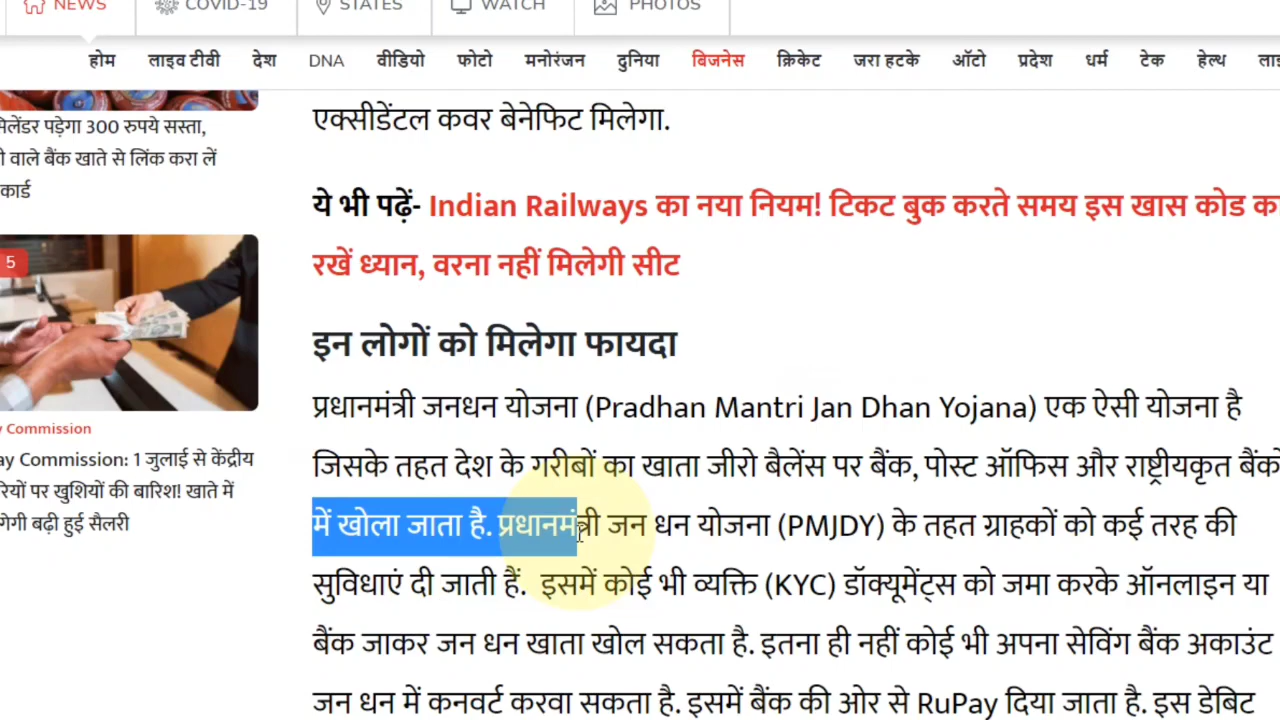 NEWS
COVID-19
STATES
WATCH
PHOTOS
होम लाइव टीवी देश DNA वीडियो फोटो मनोरंजन दुनिया बिजनेस क्रिकेट जरा हटके ऑटो प्रदेश धर्म टेक हेल्थ
पड़ेगा 300 रुपये सस्ता,
वाले बैंक खाते से लिंक करा लें
कार्ड
5
Commission
Commission: 1 जुलाई से केंद्रीय
पर खुशियों की बारिश! खाते में
बढ़ी हुई सैलरी
एक्सीडेंटल कवर बेनेफिट मिलेगा.
ये भी पढ़ें- Indian Railways का नया नियम! टिकट बुक करते समय इस खास कोड का
रखें ध्यान, वरना नहीं मिलेगी सीट
इन लोगों को मिलेगा फायदा
प्रधानमंत्री जनधन योजना (Pradhan Mantri Jan Dhan Yojana) एक ऐसी योजना है
जिसके तहत देश के गरीबों का खाता जीरो बैलेंस पर बैंक, पोस्ट ऑफिस और राष्ट्रीयकृत बैंको
में खोला जाता है. प्रधानमंत्री जन धन योजना (PMJDY) के तहत ग्राहकों को कई तरह की
सुविधाएं दी जाती हैं. इसमें कोई भी व्यक्ति (KYC) डॉक्यूमेंट्स को जमा करके ऑनलाइन या
बैंक जाकर जन धन खाता खोल सकता है. इतना ही नहीं कोई भी अपना सेविंग बैंक अकाउंट
जन धन में कनवर्ट करवा सकता है. इसमें बैंक की ओर से RuPay दिया जाता है. इस डेबिट